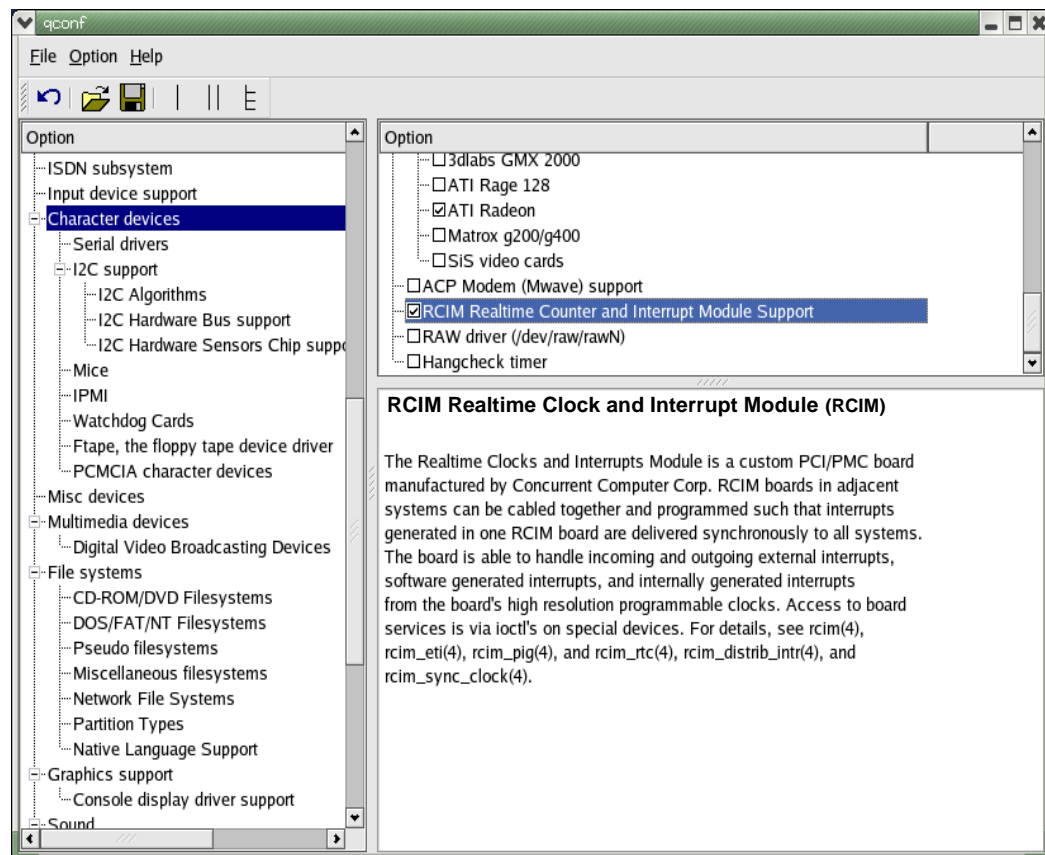 qconf
File Option Help
Option
ISDN subsystem
Input device support
Character devices
Serial drivers
I2C support
I2C Algorithms
I2C Hardware Bus support
I2C Hardware Sensors Chip suppo
Mice
IPMI
Watchdog Cards
Ftape, the floppy tape device driver
PCMCIA character devices
Misc devices
Multimedia devices
Digital Video Broadcasting Devices
File systems
CD-ROM/DVD Filesystems
DOS/FAT/NT Filesystems
Pseudo filesystems
Miscellaneous filesystems
Network File Systems
Partition Types
Native Language Support
Graphics support
Console display driver support
Sound
Option
3dlabs GMX 2000
ATI Rage 128
ATI Radeon
Matrox g200/g400
SiS video cards
ACP Modem (Mwave) support
RCIM Realtime Counter and Interrupt Module Support
RAW driver (/dev/raw/rawN)
Hangcheck timer
RCIM Realtime Clock and Interrupt Module (RCIM)
The Realtime Clocks and Interrupts Module is a custom PCI/PMC board
manufactured by Concurrent Computer Corp. RCIM boards in adjacent
systems can be cabled together and programmed such that interrupts
generated in one RCIM board are delivered synchronously to all systems.
The board is able to handle incoming and outgoing external interrupts,
software generated interrupts, and internally generated interrupts
from the board's high resolution programmable clocks. Access to board
services is via ioctl's on special devices. For details, see rcim(4),
rcim_eti(4), rcim_pig(4), and rcim_rtc(4), rcim_distrib_intr(4), and
rcim_sync_clock(4).